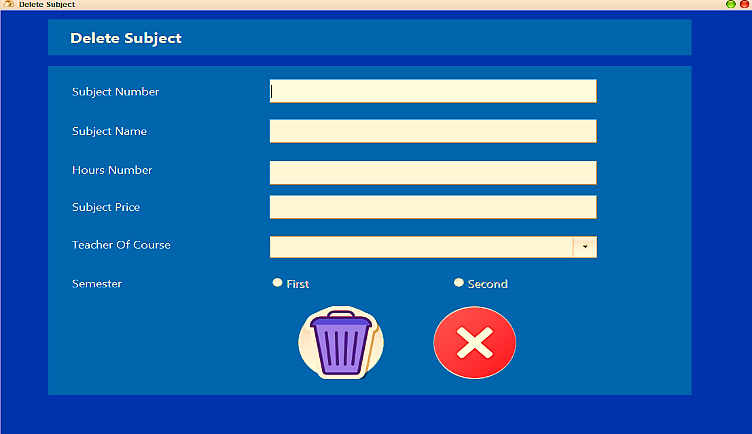 Delete Subject
Delete Subject
Subject Number
Subject Name
Hours Number
Subject Price
Teacher Of Course
Semester First Second